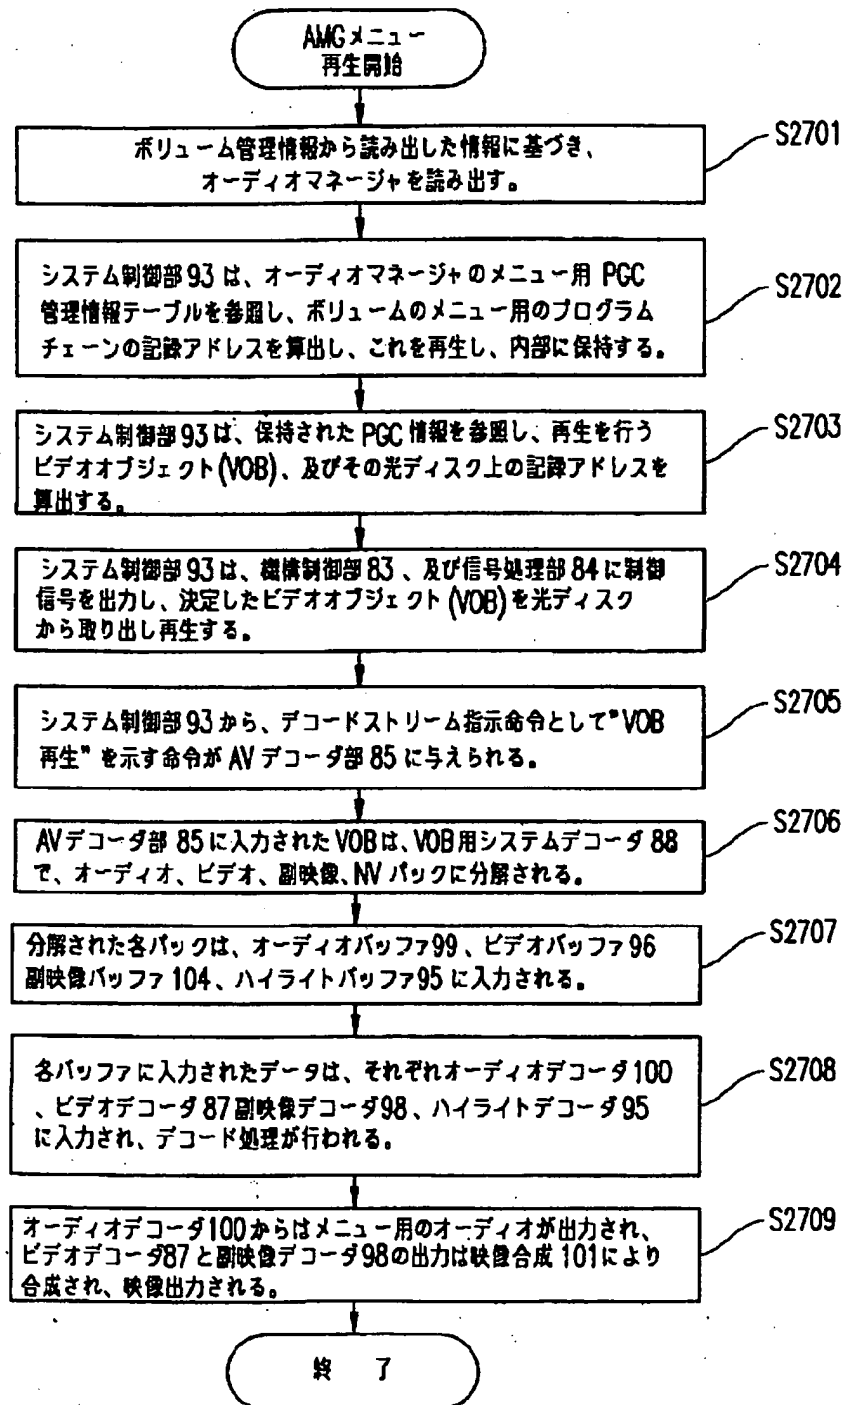 AMGメニュー
再生開始
S2701
ボリューム管理情報から読み出した情報に基づき、
オーディオマネージャを読み出す。
S2702
システム制御部93は、オーディオマネージャのメニュー用 PGC
管理情報テーブルを参照し、ボリュームのメニュー用のプログラム
チェーンの記録アドレスを算出し、これを再生し、内部に保持する。
S2703
システム制御部93は、保持されたPGC情報を参照し、再生を行う
ビデオオブジェクト(VOB)、及びその光ディスク上の記録アドレスを
算出する。
S2704
システム制御部93は、機構制御部83、及び信号処理部84に制御
信号を出力し、決定したビデオオブジェクト(VOB)を光ディスク
から取り出し再生する。
S2705
システム制御部93から、デコードストリーム指示命令として"VOB
再生"を示す命令がAVデコーダ部85に与えられる。
S2706
AVデコーダ部85に入力されたVOBは、VOB用システムデコーダ88
で、オーディオ、ビデオ、副映像、NVパックに分解される。
S2707
分解された各パックは、オーディオバッファ99、ビデオバッファ96
副映像バッファ104、ハイライトバッファ95に入力される。
S2708
各バッファに入力されたデータは、それぞれオーディオデコーダ100
、ビデオデコーダ87副映像デコーダ98、ハイライトデコーダ95
に入力され、デコード処理が行われる。
S2709
オーディオデコーダ100からはメニュー用のオーディオが出力され、
ビデオデコーダ87と副映像デコーダ98の出力は映像合成101により
合成され、映像出力される。
終 了